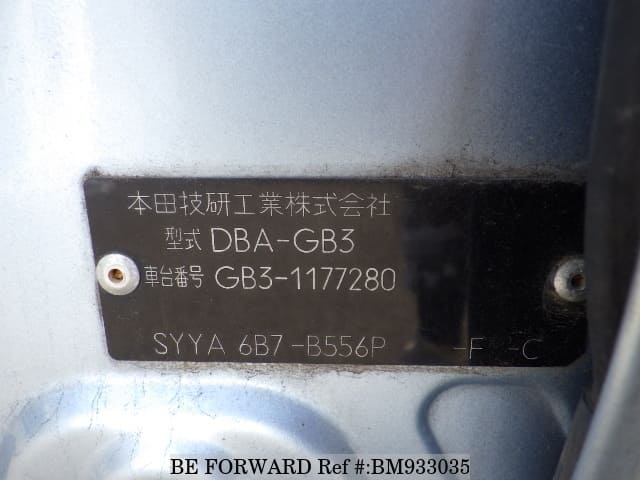 本田技研工業株式会社
型式 DBA-GB3
車台番号 GB3-1177280
SYYA 6B7-B556P -F -C
BE FORWARD Ref #:BM933035